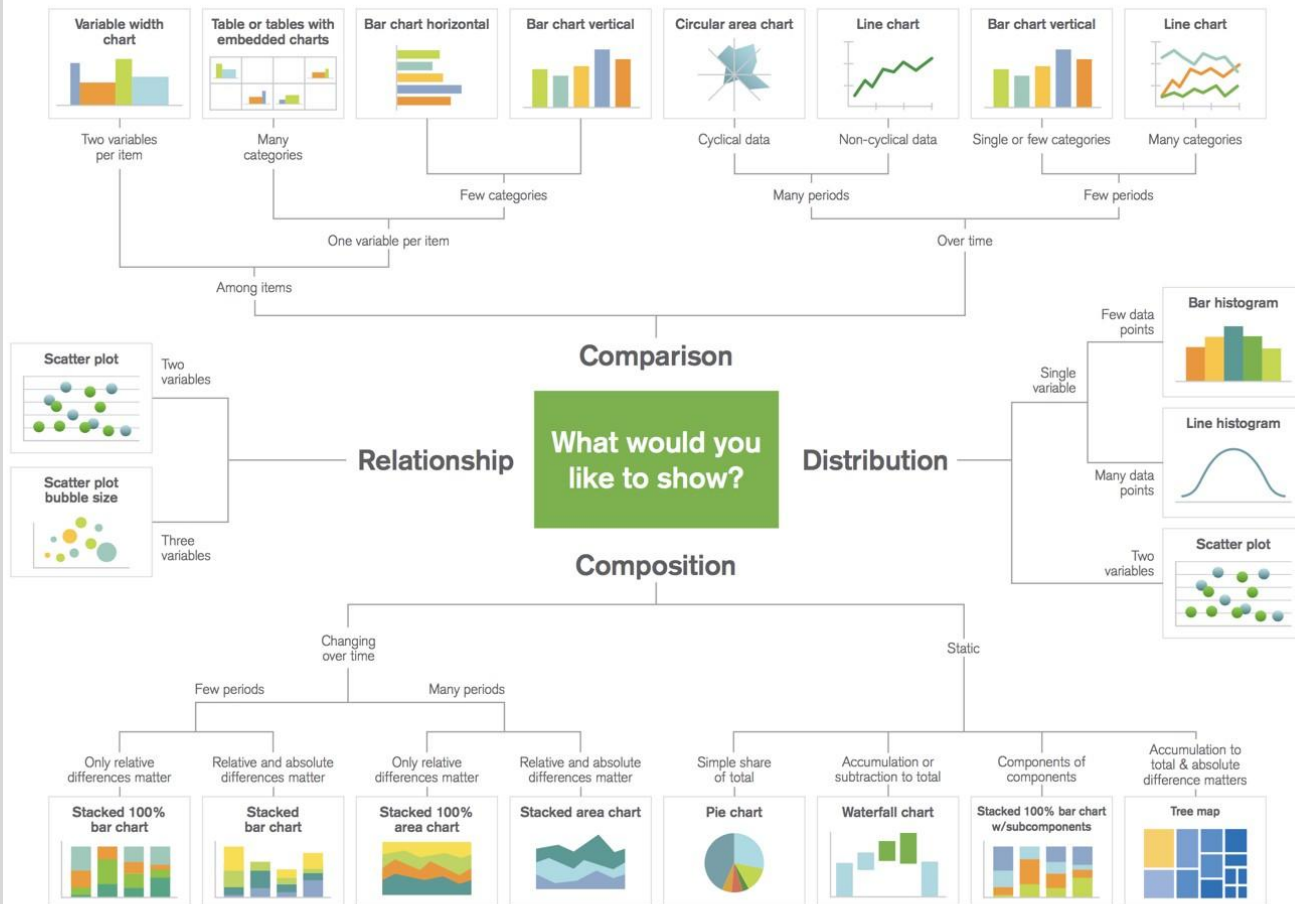 Variable width
chart
Table or tables with
embedded charts
Bar chart horizontal
Bar chart vertical
Circular area chart
Line chart
Bar chart vertical
Line chart
Two variables
per item
Many
categories
Cyclical data
Non-cyclical data
Single or few categories
Many categories
Few categories
Many periods
Few periods
One variable per item
Over time
Among items
Comparison
What would you
like to show?
Relationship
Two
variables
Scatter plot
Three
variables
Scatter plot
bubble size
Distribution
Single
variable
Few data
points
Bar histogram
Many data
points
Line histogram
Two
variables
Scatter plot
Composition
Changing
over time
Static
Few periods
Many periods
Only relative
differences matter
Relative and absolute
differences matter
Only relative
differences matter
Relative and absolute
differences matter
Simple share
of total
Accumulation or
subtraction to total
Components of
components
Accumulation to
total & absolute
difference matters
Stacked 100%
bar chart
Stacked
bar chart
Stacked 100%
area chart
Stacked area chart
Pie chart
Waterfall chart
Stacked 100% bar chart
w/subcomponents
Tree map